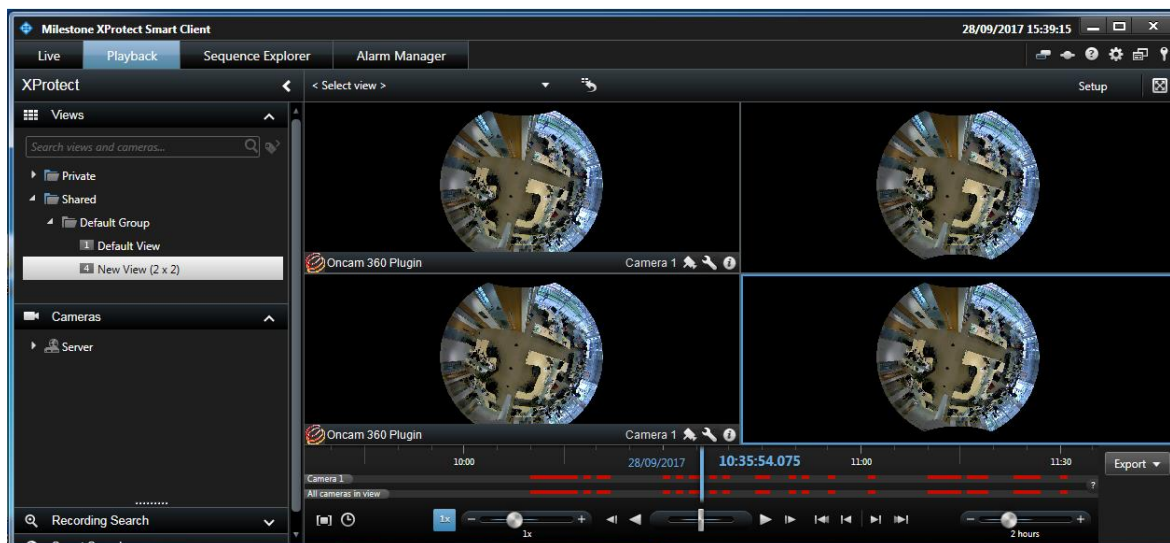 Milestone XProtect Smart Client
28/09/2017 15:39:15
Live
Playback
Sequence Explorer
Alarm Manager
XProtect
< Select view >
Setup
Views
Search views and cameras...
Private
Shared
Default Group
1 Default View
4 New View (2 x 2)
Cameras
Server
Oncam 360 Plugin
Camera 1
Oncam 360 Plugin
Camera 1
10:00
28/09/2017
10:35:54.075
11:00
11:30
Export
Camera 1
All cameras in view
?
1x
1x
2 hours
Recording Search